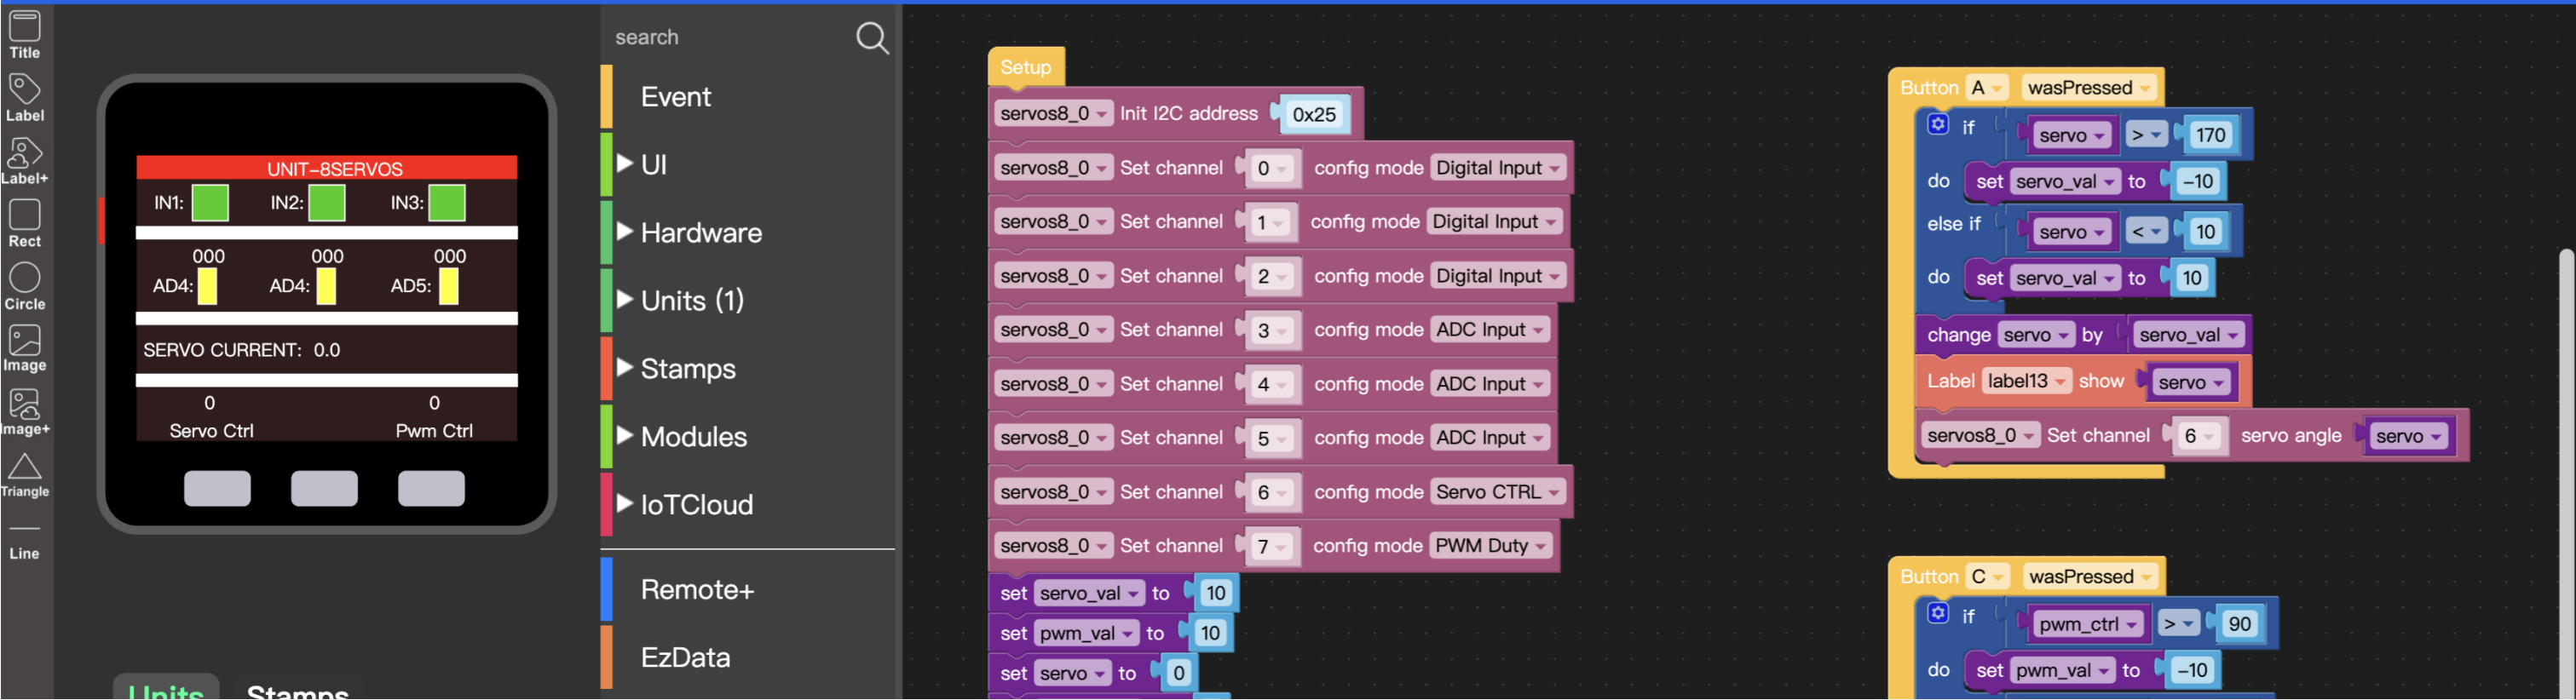 Title
Label
Label+
Rect
Circle
Image
Image+
Triangle
Line
UNIT-8SERVOS
IN1: IN2: IN3:
000 000 000
AD4: AD4: AD5:
SERVO CURRENT: 0.0
0 0
Servo Ctrl Pwm Ctrl
Units Stamps
search
Event
UI
Hardware
Units (1)
Stamps
Modules
IoTCloud
Remote+
EzData
Setup
servos8_0 Init I2C address 0x25
servos8_0 Set channel 0 config mode Digital Input
servos8_0 Set channel 1 config mode Digital Input
servos8_0 Set channel 2 config mode Digital Input
servos8_0 Set channel 3 config mode ADC Input
servos8_0 Set channel 4 config mode ADC Input
servos8_0 Set channel 5 config mode ADC Input
servos8_0 Set channel 6 config mode Servo CTRL
servos8_0 Set channel 7 config mode PWM Duty
set servo_val to 10
set pwm_val to 10
set servo to 0
Button A wasPressed
if servo > 170
do set servo_val to -10
else if servo < 10
do set servo_val to 10
change servo by servo_val
Label label13 show servo
servos8_0 Set channel 6 servo angle servo
Button C wasPressed
if pwm_ctrl > 90
do set pwm_val to -10